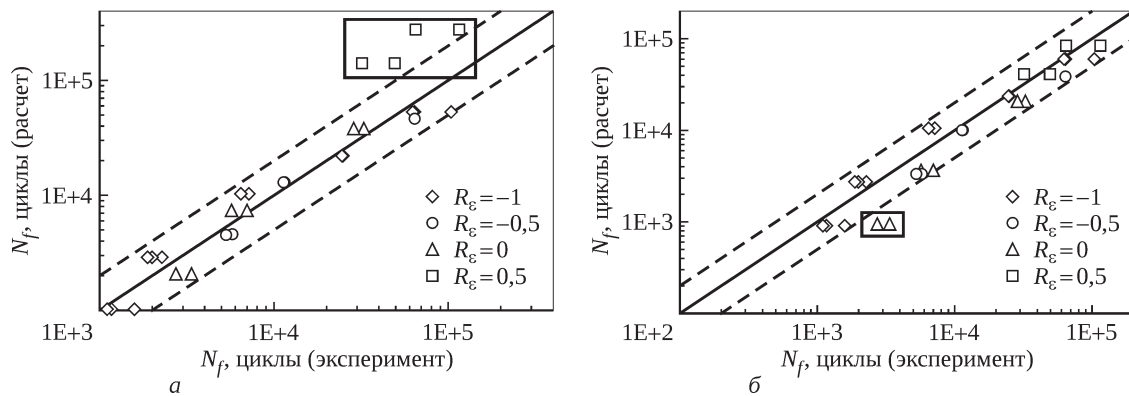 1E+5
1E+4
1E+3
1E+4
1E+5
N_f, циклы (расчет)
N_f, циклы (эксперимент)
R_ε=−1
R_ε=−0,5
R_ε=0
R_ε=0,5
а
1E+5
1E+4
1E+3
1E+2
1E+3
1E+4
1E+5
N_f, циклы (расчет)
N_f, циклы (эксперимент)
R_ε=−1
R_ε=−0,5
R_ε=0
R_ε=0,5
б